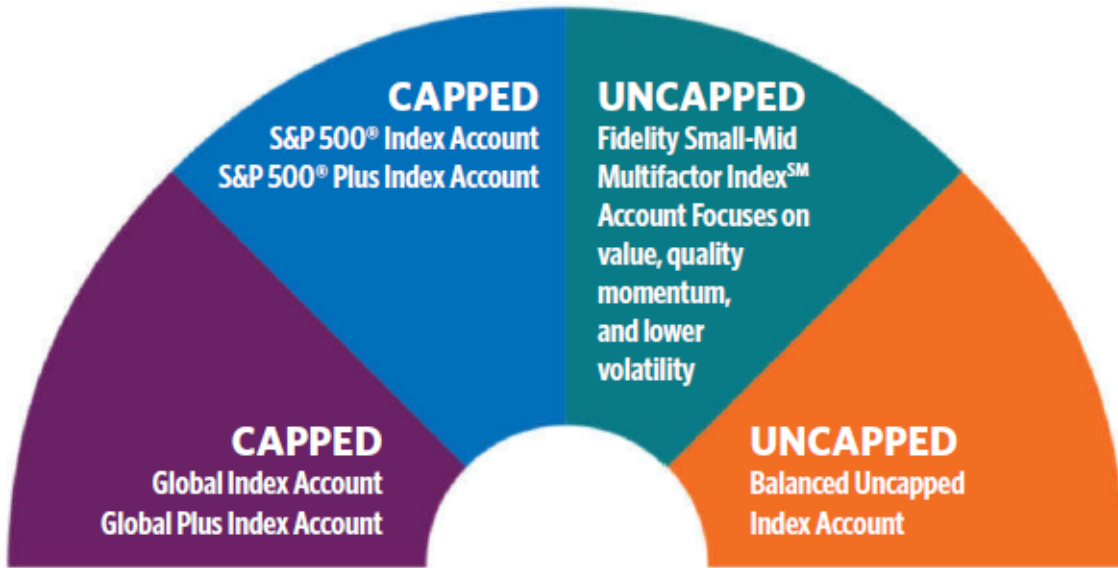 CAPPED
S&P 500® Index Account
S&P 500® Plus Index Account
UNCAPPED
Fidelity Small-Mid
Multifactor Index℠
Account Focuses on
value, quality
momentum,
and lower
volatility
CAPPED
Global Index Account
Global Plus Index Account
UNCAPPED
Balanced Uncapped
Index Account